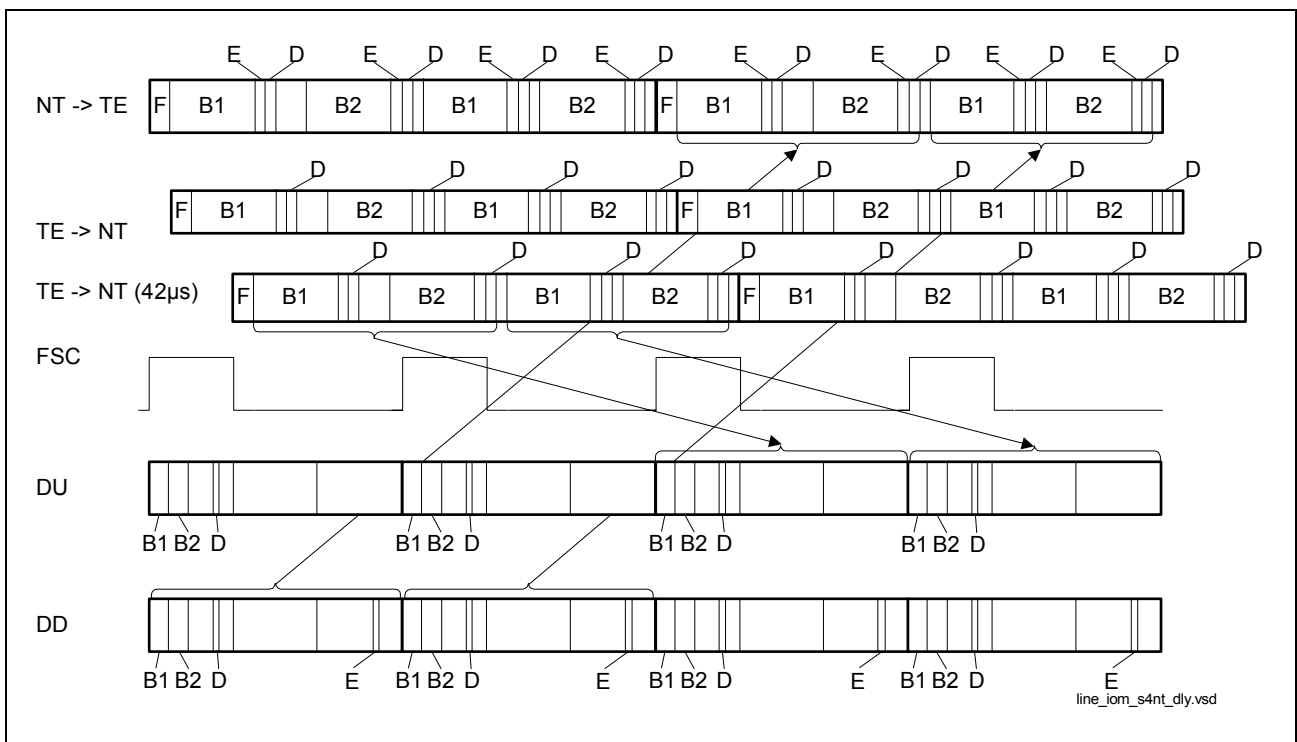 E D E D E D E D E D E D E D E D
NT -> TE F B1 B2 B1 B2 F B1 B2 B1 B2
D D D D D D D D
F B1 B2 B1 B2 F B1 B2 B1 B2
TE -> NT
D D D D D D D D
TE -> NT (42µs) F B1 B2 B1 B2 F B1 B2 B1 B2
FSC
DU
B1 B2 D B1 B2 D B1 B2 D B1 B2 D
DD
B1 B2 D E B1 B2 D E B1 B2 D E B1 B2 D E
line_iom_s4nt_dly.vsd